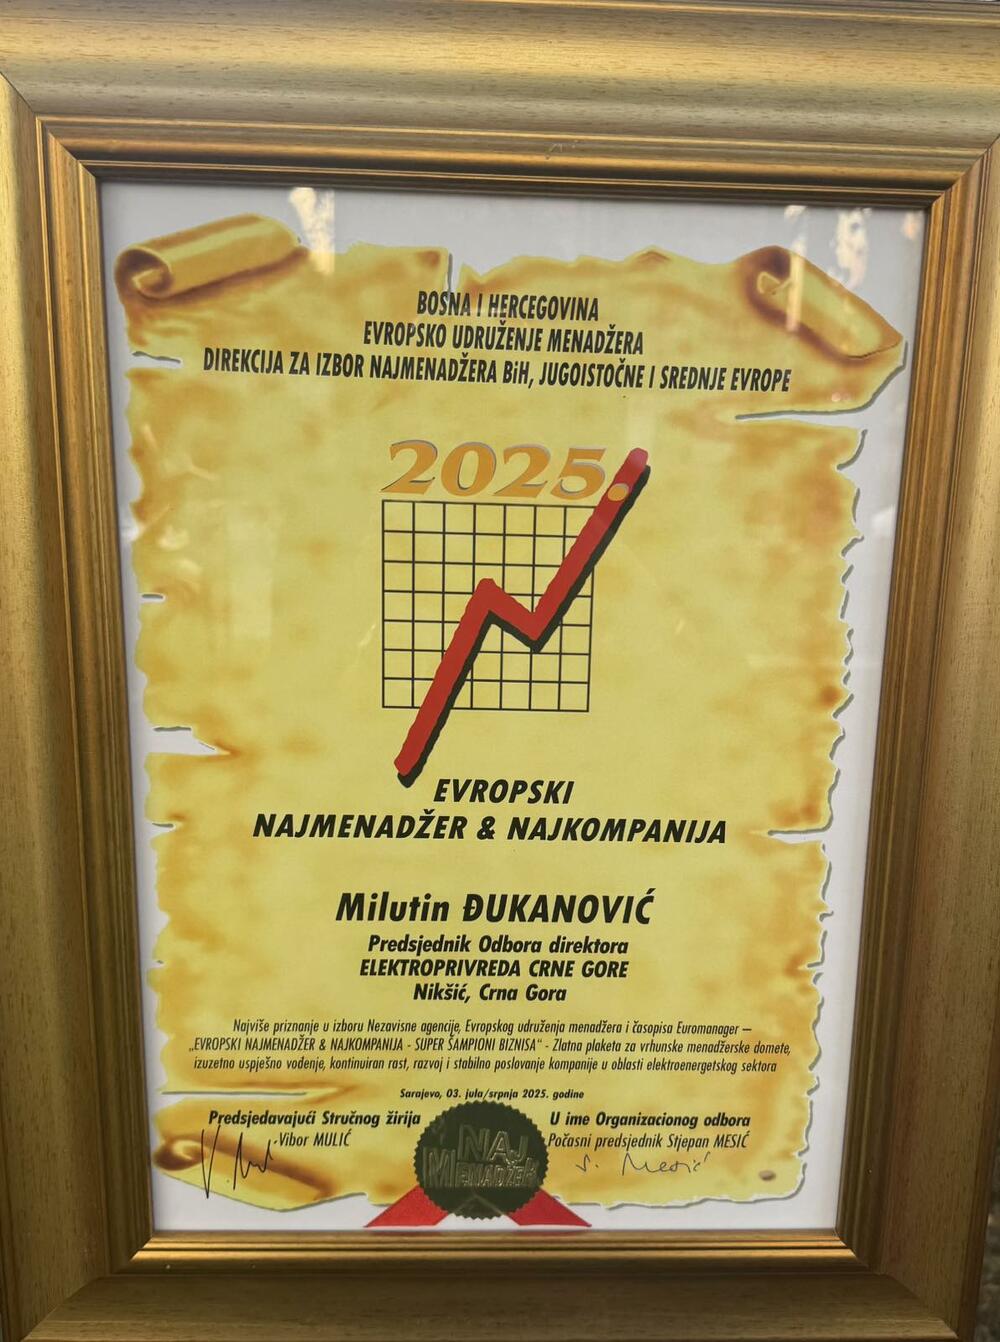 BOSNA I HERCEGOVINA
EVROPSKO UDRUŽENJE MENADŽERA
DIREKCIJA ZA IZBOR NAJMENADŽERA BiH, JUGOISTOČNE I SREDNJE EVROPE
2025.
EVROPSKI
NAJMENADŽER & NAJKOMPANIJA
Milutin ĐUKANOVIĆ
Predsjednik Odbora direktora
ELEKTROPRIVREDA CRNE GORE
Nikšić, Crna Gora
Najviše priznanje u izboru Nezavisne agencije, Evropskog udruženja menadžera i časopisa Euromanager –
„EVROPSKI NAJMENADŽER & NAJKOMPANIJA - SUPER ŠAMPIONI BIZNISA“ - Zlatna plaketa za vrhunske menadžerske domete,
izuzetno uspješno vođenje, kontinuiran rast, razvoj i stabilno poslovanje kompanije u oblasti elektroenergetskog sektora
Sarajevo, 03. jula/srpnja 2025. godine
Predsjedavajući Stručnog žirija
Vibor MULIĆ
U ime Organizacionog odbora
Počasni predsjednik Stjepan MESIĆ
S. Mesić
NAJ
MENADŽER